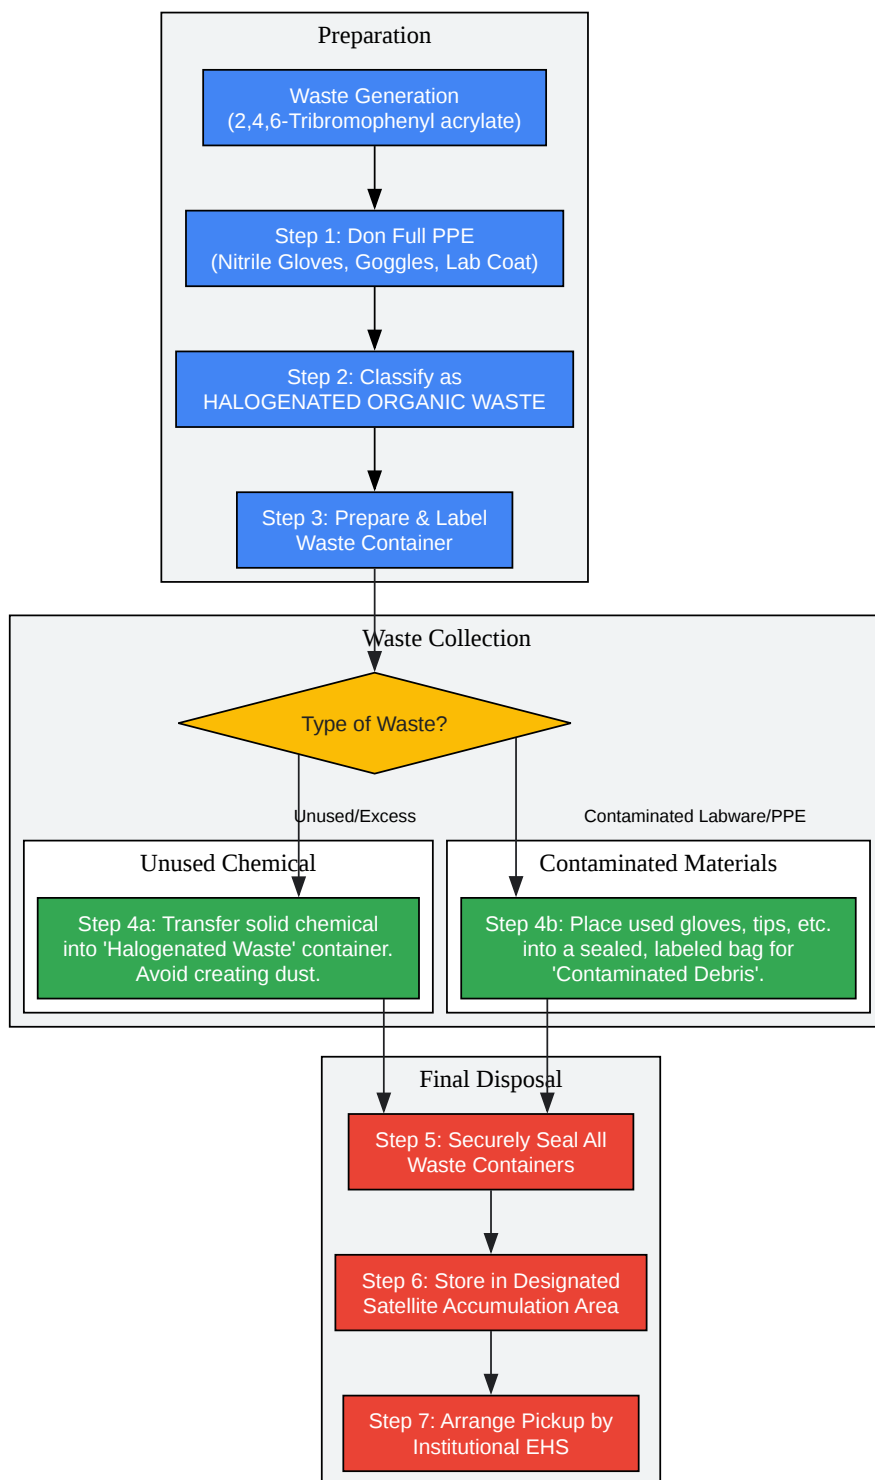 Preparation
Waste Generation
(2,4,6-Tribromophenyl acrylate)
Step 1: Don Full PPE
(Nitrile Gloves, Goggles, Lab Coat)
Step 2: Classify as
HALOGENATED ORGANIC WASTE
Step 3: Prepare & Label
Waste Container
Waste Collection
Type of Waste?
Unused/Excess
Contaminated Labware/PPE
Unused Chemical
Step 4a: Transfer solid chemical
into 'Halogenated Waste' container.
Avoid creating dust.
Contaminated Materials
Step 4b: Place used gloves, tips, etc.
into a sealed, labeled bag for
'Contaminated Debris'.
Final Disposal
Step 5: Securely Seal All
Waste Containers
Step 6: Store in Designated
Satellite Accumulation Area
Step 7: Arrange Pickup by
Institutional EHS